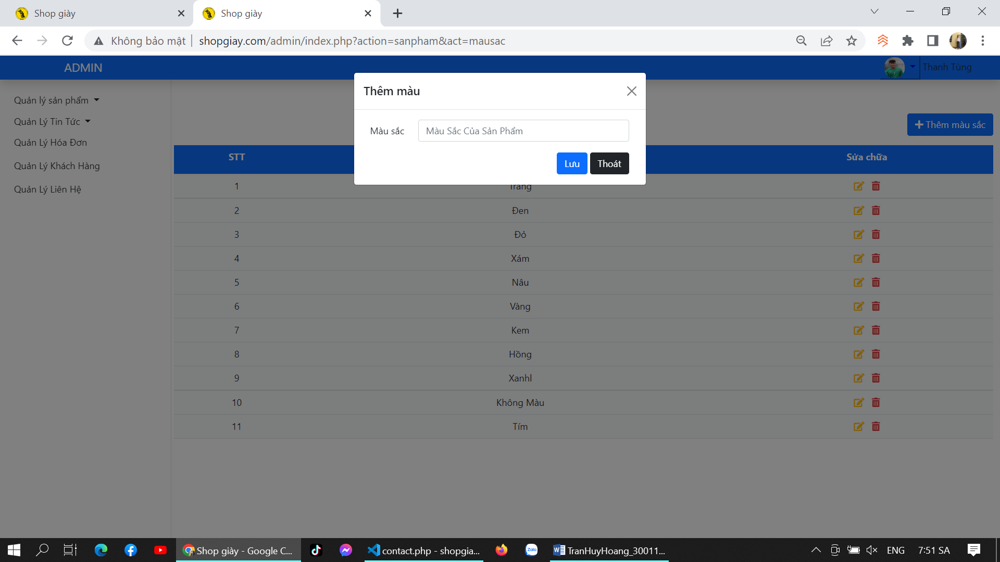 Shop giày
Shop giày
Không bảo mật
shopgiay.com/admin/index.php?action=sanpham&act=mausac
ADMIN
Thanh Tùng
Thêm màu
Màu sắc
Màu Sắc Của Sản Phẩm
Lưu
Thoát
Quản lý sản phẩm
Quản Lý Tin Tức
Quản Lý Hóa Đơn
Quản Lý Khách Hàng
Quản Lý Liên Hệ
Thêm màu sắc
STT
Sửa chữa
1
Trắng
2
Đen
3
Đỏ
4
Xám
5
Nâu
6
Vàng
7
Kem
8
Hồng
9
Xanhl
10
Không Màu
11
Tím
Shop giày - Google C...
contact.php - shopgia...
Zalo
TranHuyHoang_30011...
ENG
7:51 SA